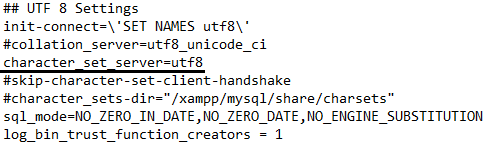 ## UTF 8 Settings
init-connect=\'SET NAMES utf8\'
#collation_server=utf8_unicode_ci
character_set_server=utf8
#skip-character-set-client-handshake
#character_sets-dir="/xampp/mysql/share/charsets"
sql_mode=NO_ZERO_IN_DATE,NO_ZERO_DATE,NO_ENGINE_SUBSTITUTION
log_bin_trust_function_creators = 1